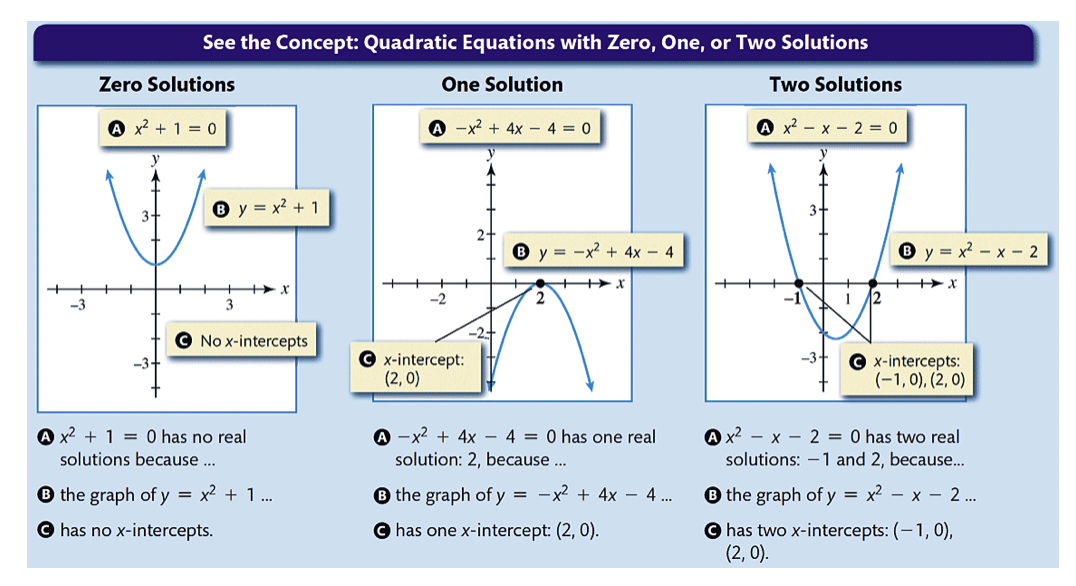 See the Concept: Quadratic Equations with Zero, One, or Two Solutions
Zero Solutions
A x² + 1 = 0
y
B y = x² + 1
3
x
−3
3
C No x-intercepts
−3
A x² + 1 = 0 has no real
solutions because ...
B the graph of y = x² + 1 ...
C has no x-intercepts.
One Solution
A −x² + 4x − 4 = 0
y
2
B y = −x² + 4x − 4
x
−2
2
−2
C x-intercept:
(2, 0)
A −x² + 4x − 4 = 0 has one real
solution: 2, because ...
B the graph of y = −x² + 4x − 4 ...
C has one x-intercept: (2, 0).
Two Solutions
A x² − x − 2 = 0
y
3
B y = x² − x − 2
x
−1
1
2
−3
C x-intercepts:
(−1, 0), (2, 0)
A x² − x − 2 = 0 has two real
solutions: −1 and 2, because...
B the graph of y = x² − x − 2 ...
C has two x-intercepts: (−1, 0),
(2, 0).